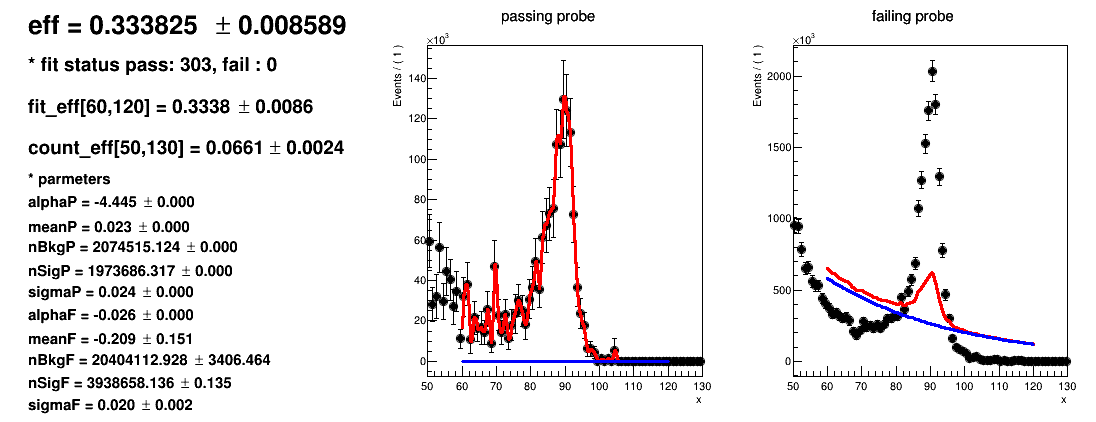 eff = 0.333825 ± 0.008589
* fit status pass: 303, fail : 0
fit_eff[60,120] = 0.3338 ± 0.0086
count_eff[50,130] = 0.0661 ± 0.0024
* parmeters
alphaP = -4.445 ± 0.000
meanP = 0.023 ± 0.000
nBkgP = 2074515.124 ± 0.000
nSigP = 1973686.317 ± 0.000
sigmaP = 0.024 ± 0.000
alphaF = -0.026 ± 0.000
meanF = -0.209 ± 0.151
nBkgF = 20404112.928 ± 3406.464
nSigF = 3938658.136 ± 0.135
sigmaF = 0.020 ± 0.002
passing probe
×10³
Events / ( 1 )
140
120
100
80
60
40
20
0
50 60 70 80 90 100 110 120 130
x
failing probe
×10³
Events / ( 1 )
2000
1500
1000
500
0
50 60 70 80 90 100 110 120 130
x